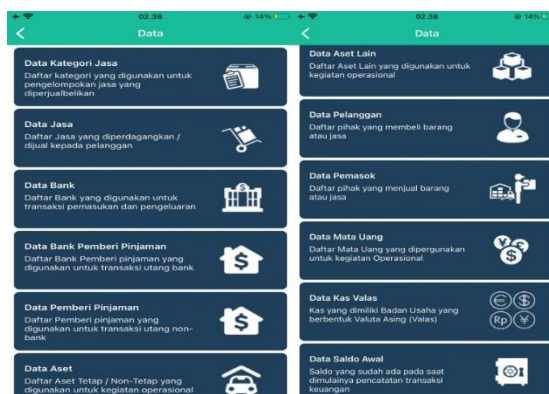 02.38
14%
Data
Data Kategori Jasa
Daftar kategori yang digunakan untuk
pengelompokan jasa yang
diperjualbelikan
Data Jasa
Daftar Jasa yang diperdagangkan /
dijual kepada pelanggan
Data Bank
Daftar Bank yang digunakan untuk
transaksi pemasukan dan pengeluaran
Data Bank Pemberi Pinjaman
Daftar Bank Pemberi pinjaman yang
digunakan untuk transaksi utang bank
Data Pemberi Pinjaman
Daftar Pemberi pinjaman yang
digunakan untuk transaksi utang non-
bank
Data Aset
Daftar Aset Tetap / Non-Tetap yang
digunakan untuk kegiatan operasional
02.38
14%
Data
Data Aset Lain
Daftar Aset Lain yang digunakan untuk
kegiatan operasional
Data Pelanggan
Daftar pihak yang membeli barang
atau jasa
Data Pemasok
Daftar pihak yang menjual barang
atau jasa
Data Mata Uang
Daftar Mata Uang yang dipergunakan
untuk kegiatan Operasional
Data Kas Valas
Kas yang dimiliki Badan Usaha yang
berbentuk Valuta Asing (Valas)
Rp
Data Saldo Awal
Saldo yang sudah ada pada saat
dimulainya pencatatan transaksi
keuangan